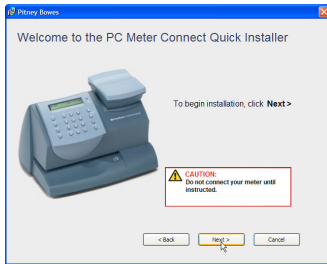 Pitney Bowes
Welcome to the PC Meter Connect Quick Installer
To begin installation, click Next >
CAUTION:
Do not connect your meter until
instructed.
< Back
Next >
Cancel